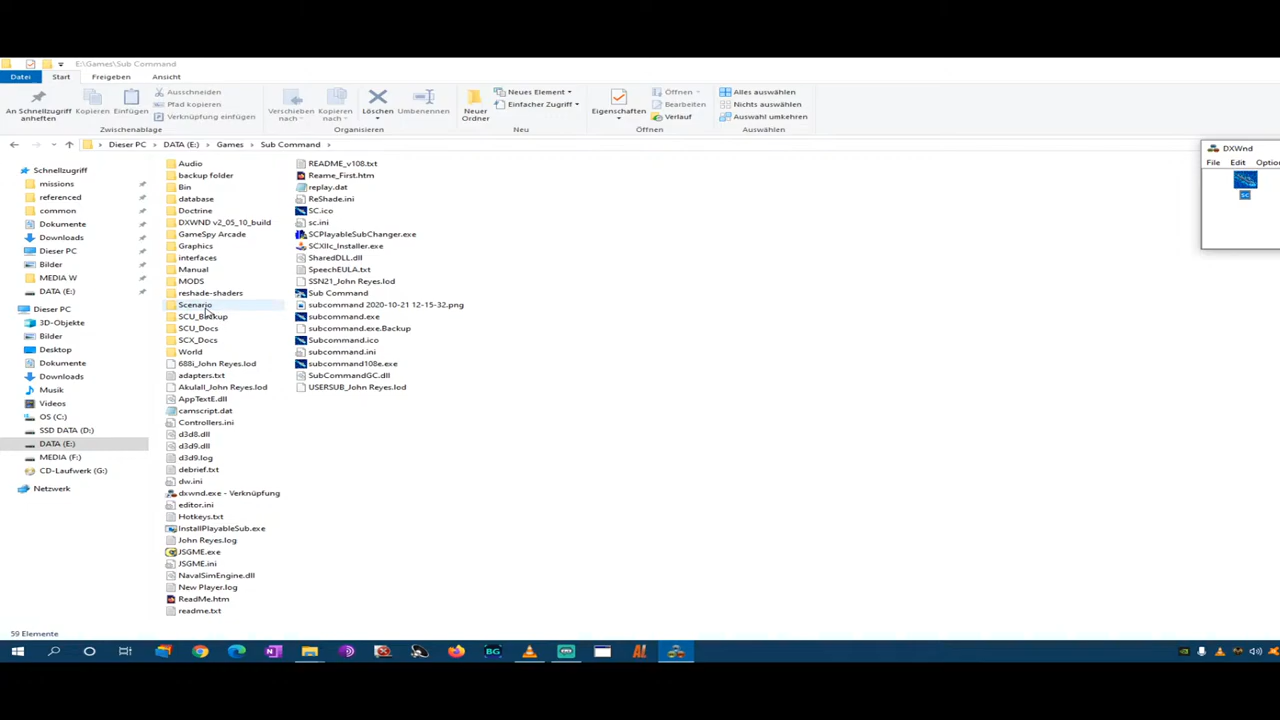 E:\Games\Sub Command
Datei Start Freigeben Ansicht
An Schnellzugriff anheften
Kopieren
Einfügen
Ausschneiden
Pfad kopieren
Verknüpfung einfügen
Zwischenablage
Verschieben nach
Kopieren nach
Löschen
Umbenennen
Organisieren
Neuer Ordner
Neues Element
Einfacher Zugriff
Neu
Eigenschaften
Öffnen
Bearbeiten
Verlauf
Öffnen
Alles auswählen
Nichts auswählen
Auswahl umkehren
Auswählen
Dieser PC > DATA (E:) > Games > Sub Command >
Schnellzugriff
missions
referenced
common
Dokumente
Downloads
Dieser PC
Bilder
MEDIA W
DATA (E:)
Dieser PC
3D-Objekte
Bilder
Desktop
Dokumente
Downloads
Musik
Videos
OS (C:)
SSD DATA (D:)
DATA (E:)
MEDIA (F:)
CD-Laufwerk (G:)
Netzwerk
Audio
backup folder
Bin
database
Doctrine
DXWND v2_05_10_build
GameSpy Arcade
Graphics
interfaces
Manual
MODS
reshade-shaders
Scenario
SCU_Backup
SCU_Docs
SCX_Docs
World
688i_John Reyes.lod
adapters.txt
AkulaII_John Reyes.lod
AppTextE.dll
camscript.dat
Controllers.ini
d3d8.dll
d3d9.dll
d3d9.log
debrief.txt
dw.ini
dxwnd.exe - Verknüpfung
editor.ini
Hotkeys.txt
InstallPlayableSub.exe
John Reyes.log
JSGME.exe
JSGME.ini
NavalSimEngine.dll
New Player.log
ReadMe.htm
readme.txt
README_v108.txt
Reame_First.htm
replay.dat
ReShade.ini
SC.ico
sc.ini
SCPlayableSubChanger.exe
SCXIIc_Installer.exe
SharedDLL.dll
SpeechEULA.txt
SSN21_John Reyes.lod
Sub Command
subcommand 2020-10-21 12-15-32.png
subcommand.exe
subcommand.exe.Backup
Subcommand.ico
subcommand.ini
subcommand108e.exe
SubCommandGC.dll
USERSUB_John Reyes.lod
DXWnd
File Edit Option
sc
59 Elemente
BG